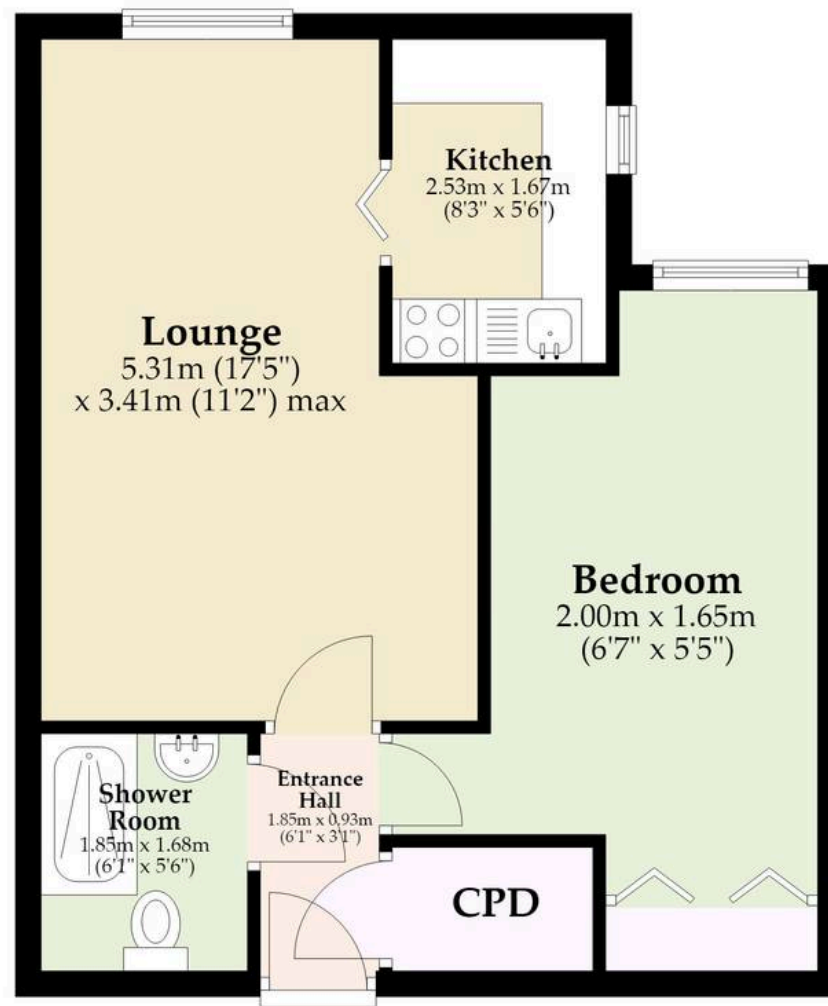 Kitchen
2.53m x 1.67m
(8'3" x 5'6")
Lounge
5.31m (17'5")
x 3.41m (11'2") max
Bedroom
2.00m x 1.65m
(6'7" x 5'5")
Shower
Room
1.85m x 1.68m
(6'1" x 5'6")
Entrance
Hall
1.85m x 0.93m
(6'1" x 3'1")
CPD